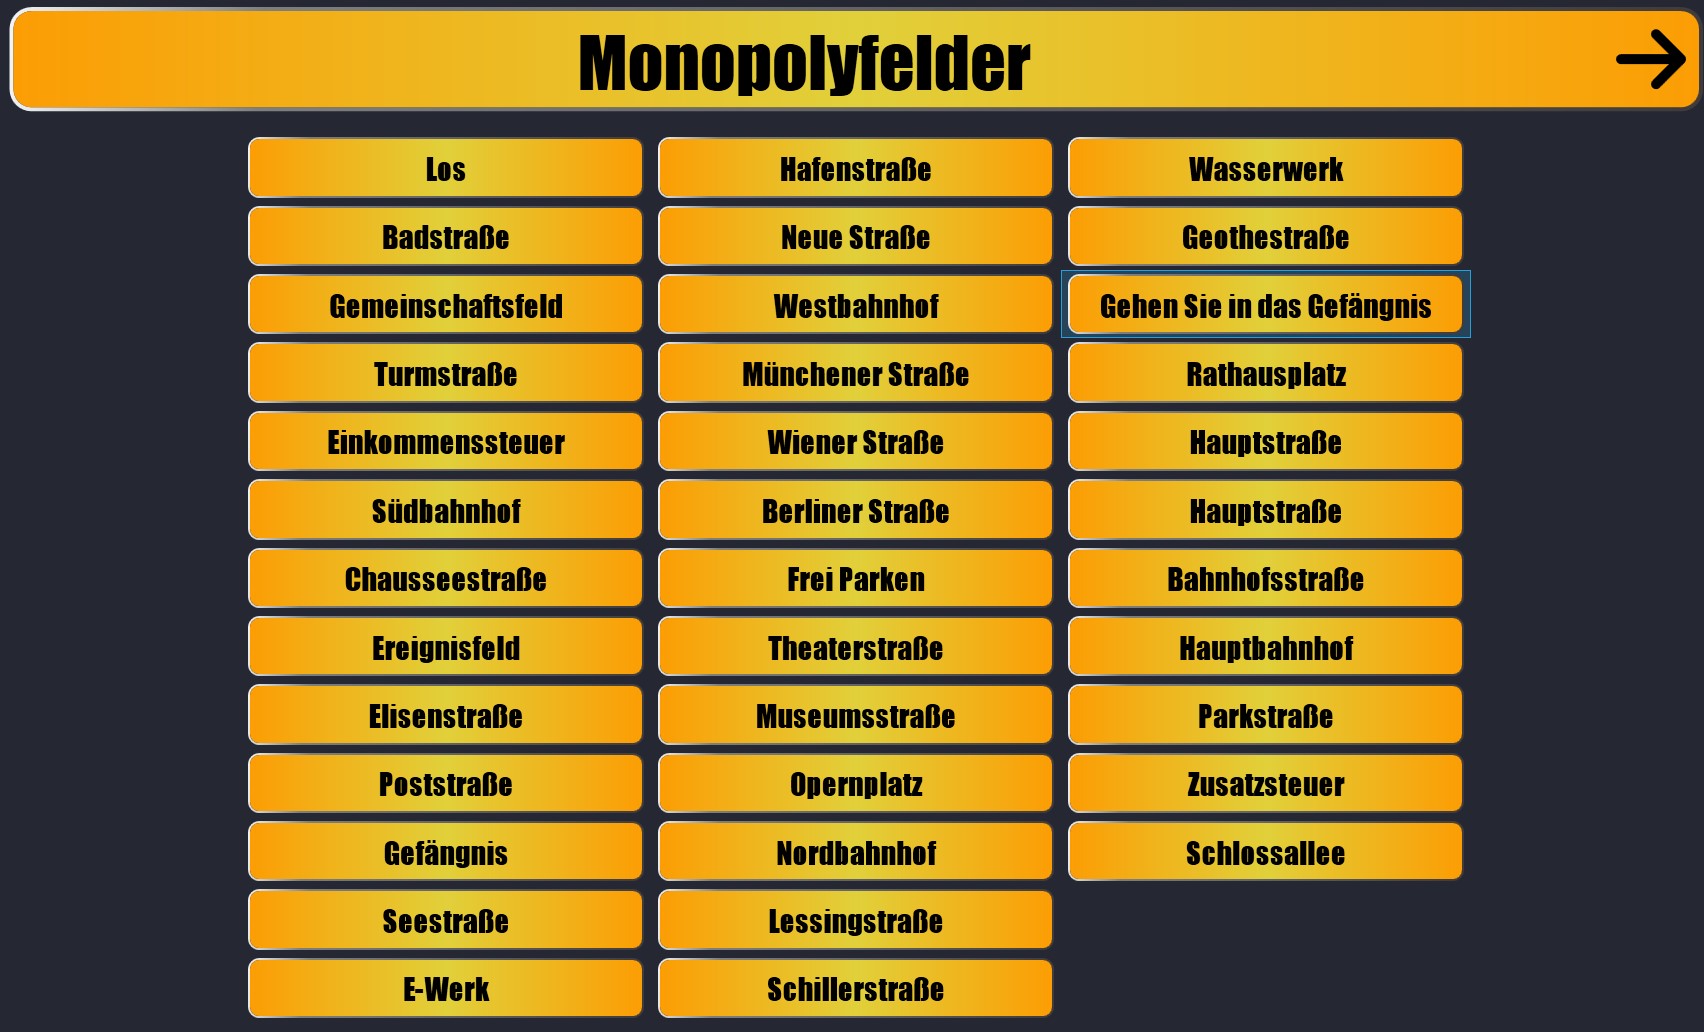 Monopolyfelder
Los
Badstraße
Gemeinschaftsfeld
Turmstraße
Einkommenssteuer
Südbahnhof
Chausseestraße
Ereignisfeld
Elisenstraße
Poststraße
Gefängnis
Seestraße
E-Werk
Hafenstraße
Neue Straße
Westbahnhof
Münchener Straße
Wiener Straße
Berliner Straße
Frei Parken
Theaterstraße
Museumsstraße
Opernplatz
Nordbahnhof
Lessingstraße
Schillerstraße
Wasserwerk
Geothestraße
Gehen Sie in das Gefängnis
Rathausplatz
Hauptstraße
Hauptstraße
Bahnhofsstraße
Hauptbahnhof
Parkstraße
Zusatzsteuer
Schlossallee